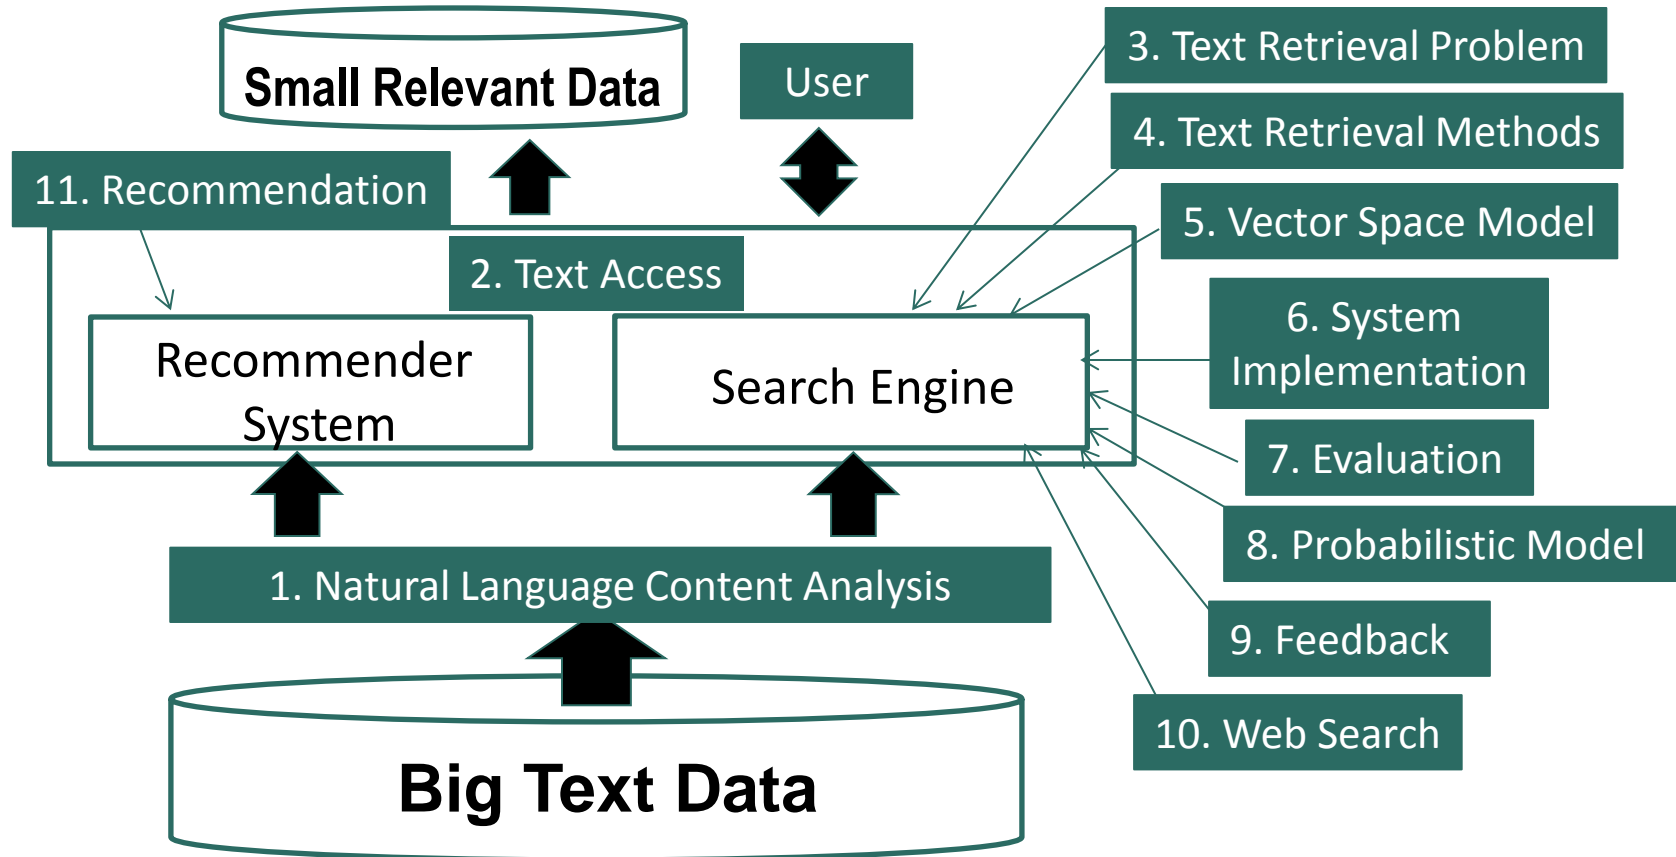 Small Relevant Data
User
3. Text Retrieval Problem
4. Text Retrieval Methods
11. Recommendation
5. Vector Space Model
2. Text Access
6. System
Implementation
Recommender
System
Search Engine
7. Evaluation
8. Probabilistic Model
1. Natural Language Content Analysis
9. Feedback
10. Web Search
Big Text Data